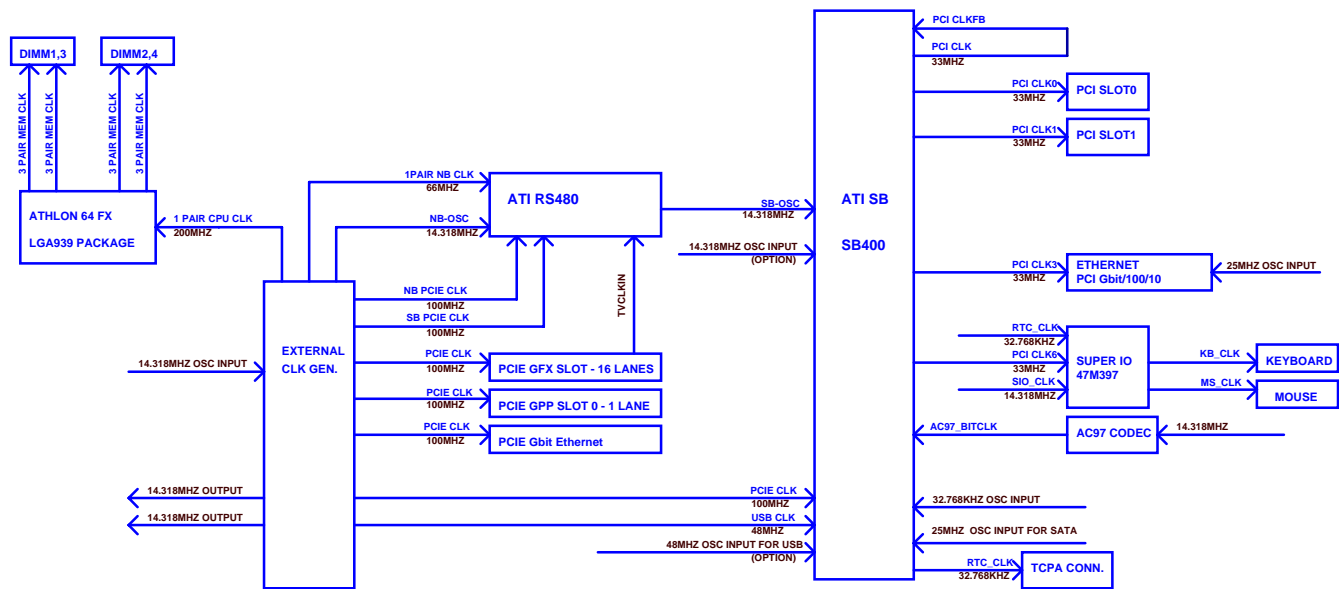 DIMM1,3
DIMM2,4
3 PAIR MEM CLK
3 PAIR MEM CLK
3 PAIR MEM CLK
3 PAIR MEM CLK
ATHLON 64 FX
LGA939 PACKAGE
1 PAIR CPU CLK
200MHZ
1PAIR NB CLK
66MHZ
NB-OSC
14.318MHZ
ATI RS480
SB-OSC
14.318MHZ
14.318MHZ OSC INPUT
(OPTION)
TVCLKIN
NB PCIE CLK
100MHZ
SB PCIE CLK
100MHZ
EXTERNAL
CLK GEN.
14.318MHZ OSC INPUT
PCIE CLK
100MHZ
PCIE GFX SLOT - 16 LANES
PCIE CLK
100MHZ
PCIE GPP SLOT 0 - 1 LANE
PCIE CLK
100MHZ
PCIE Gbit Ethernet
14.318MHZ OUTPUT
14.318MHZ OUTPUT
PCIE CLK
100MHZ
USB CLK
48MHZ
48MHZ OSC INPUT FOR USB
(OPTION)
ATI SB
SB400
PCI CLKFB
PCI CLK
33MHZ
PCI CLK0
33MHZ
PCI SLOT0
PCI CLK1
33MHZ
PCI SLOT1
PCI CLK3
33MHZ
ETHERNET
PCI Gbit/100/10
25MHZ OSC INPUT
RTC_CLK
32.768KHZ
PCI CLK6
33MHZ
SIO_CLK
14.318MHZ
SUPER IO
47M397
KB_CLK
KEYBOARD
MS_CLK
MOUSE
AC97_BITCLK
AC97 CODEC
14.318MHZ
32.768KHZ OSC INPUT
25MHZ OSC INPUT FOR SATA
RTC_CLK
32.768KHZ
TCPA CONN.